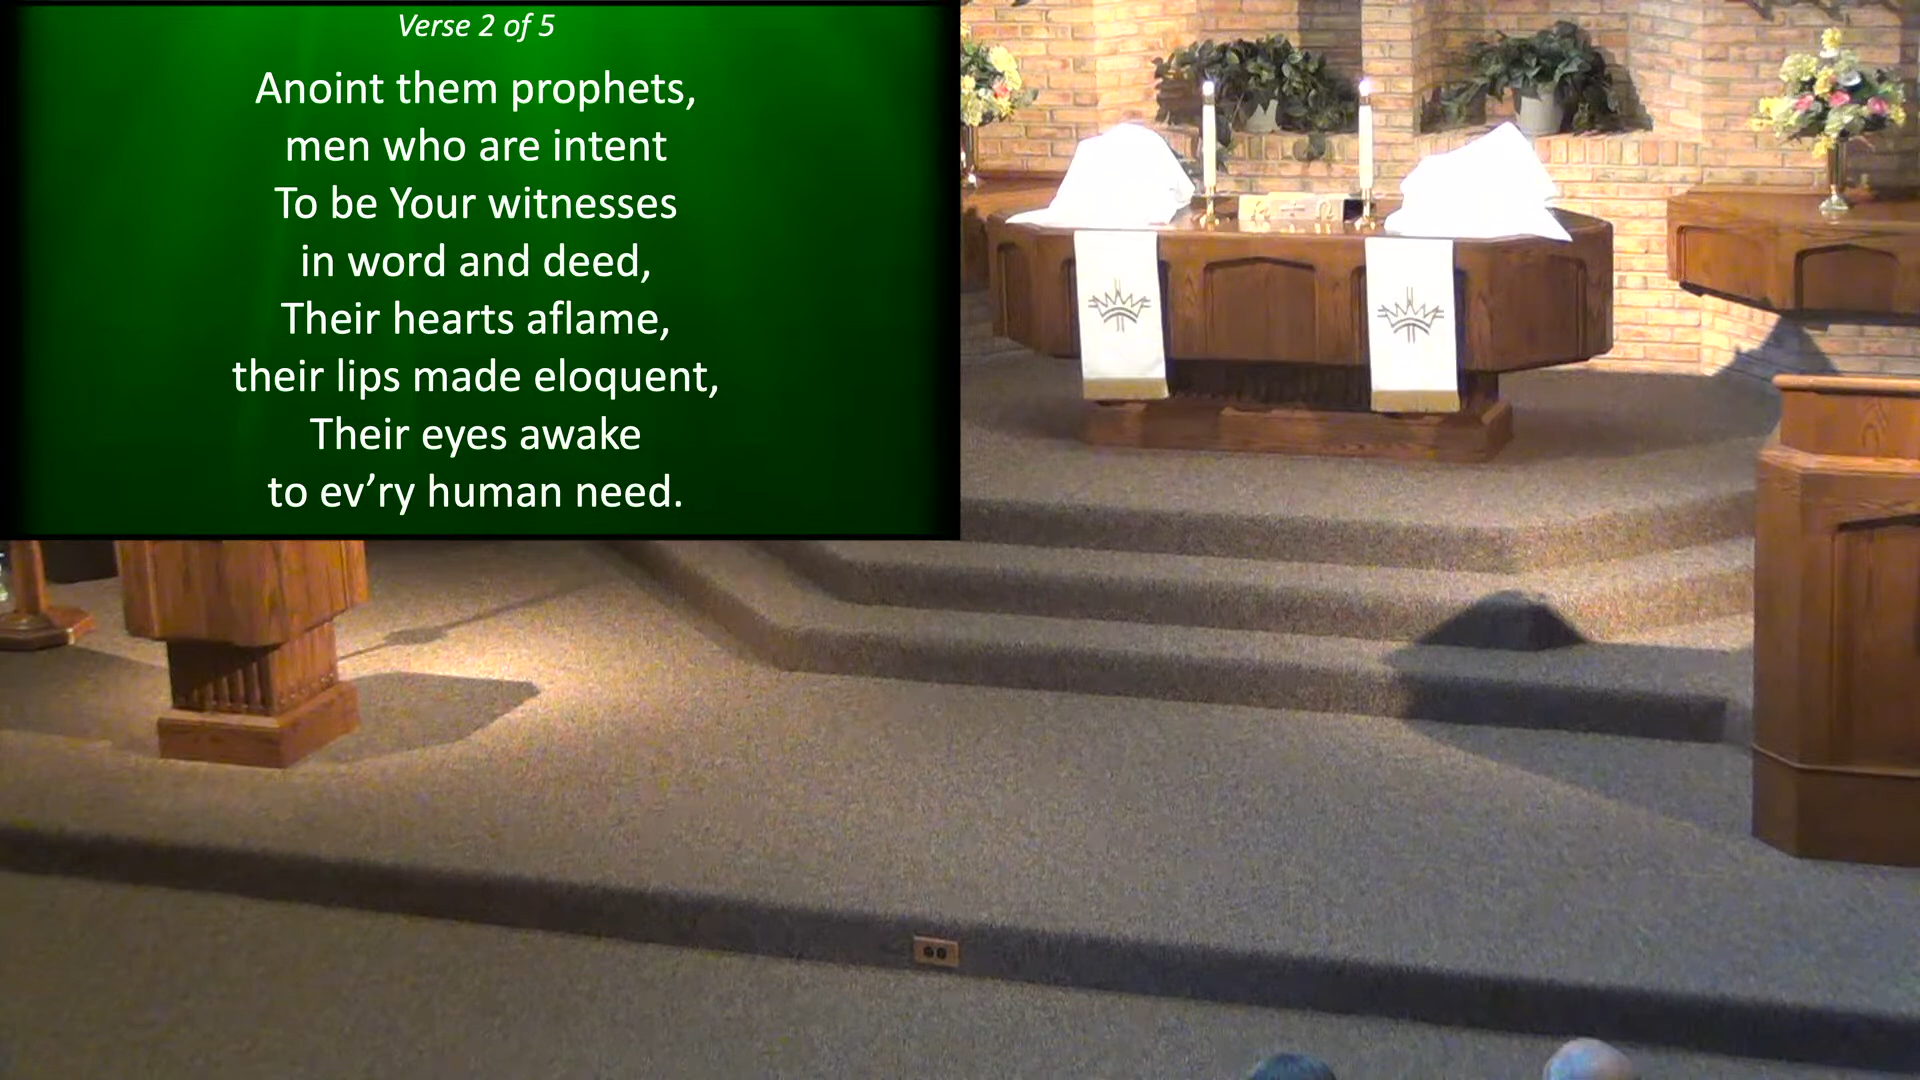 Verse 2 of 5
Anoint them prophets,
men who are intent
To be Your witnesses
in word and deed,
Their hearts aflame,
their lips made eloquent,
Their eyes awake
to ev’ry human need.